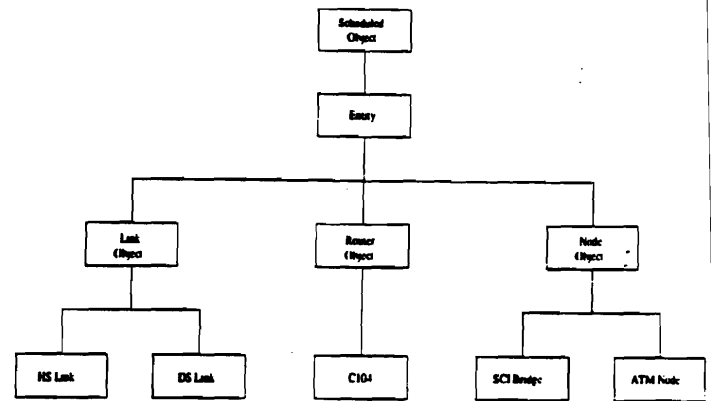 Scheduled
Object
Entity
Link
Object
Router
Object
Node
Object
HS Link
DS Link
C104
SCI Bridge
ATM Node